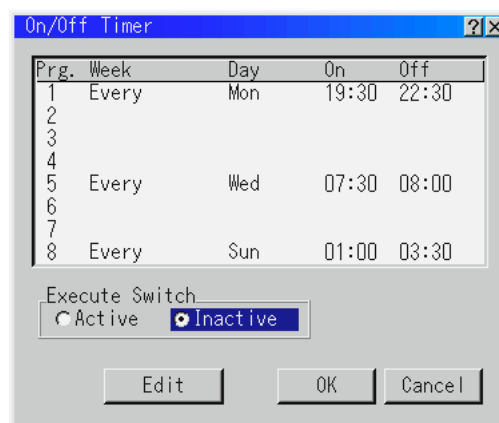 On/Off Timer ? ×
Prg. Week Day On Off
1 Every Mon 19:30 22:30
2
3
4
5 Every Wed 07:30 08:00
6
7
8 Every Sun 01:00 03:30
Execute Switch
Active Inactive
Edit OK Cancel